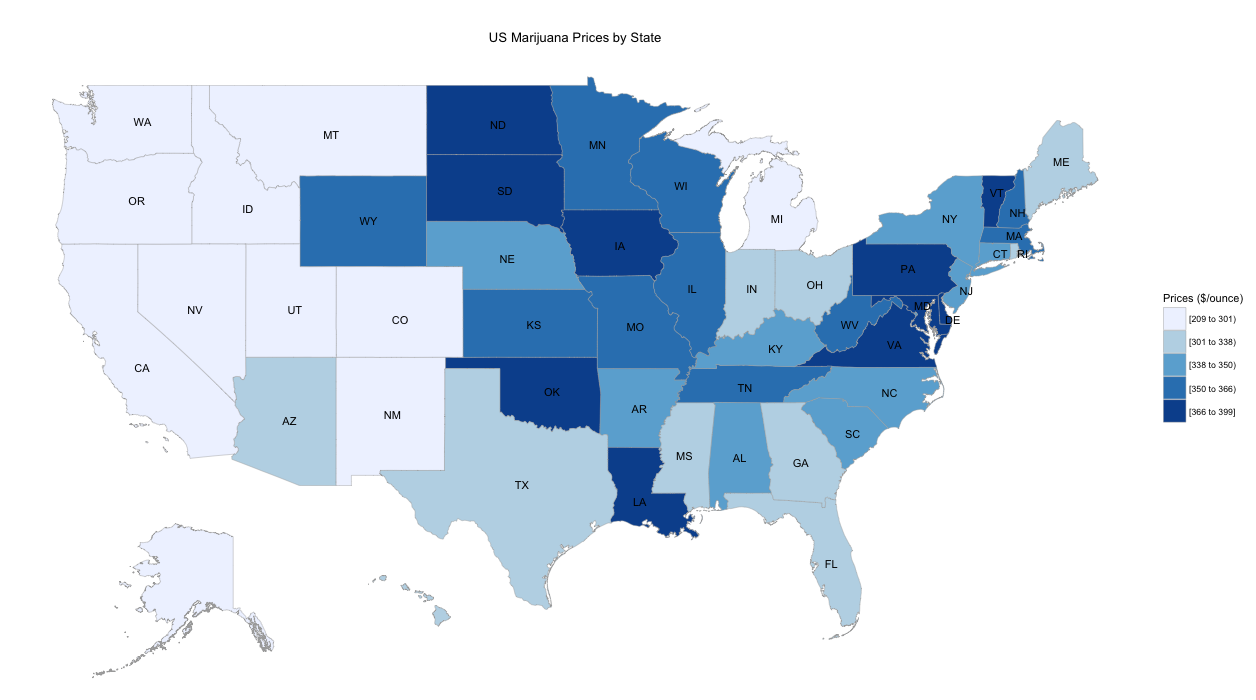 US Marijuana Prices by State
WA
MT
ND
MN
ME
OR
ID
WY
SD
WI
MI
VT
NH
NY
MA
NE
IA
PA
CT
RI
NV
UT
CO
KS
MO
IL
IN
OH
NJ
MD
DE
WV
VA
KY
CA
AZ
NM
OK
AR
TN
NC
SC
TX
LA
MS
AL
GA
FL
Prices ($/ounce)
[209 to 301)
[301 to 338)
[338 to 350)
[350 to 366)
[366 to 399]